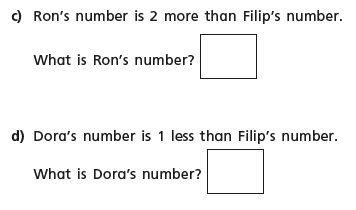 c) Ron's number is 2 more than Filip's number.
What is Ron's number?
d) Dora's number is 1 less than Filip's number.
What is Dora's number?